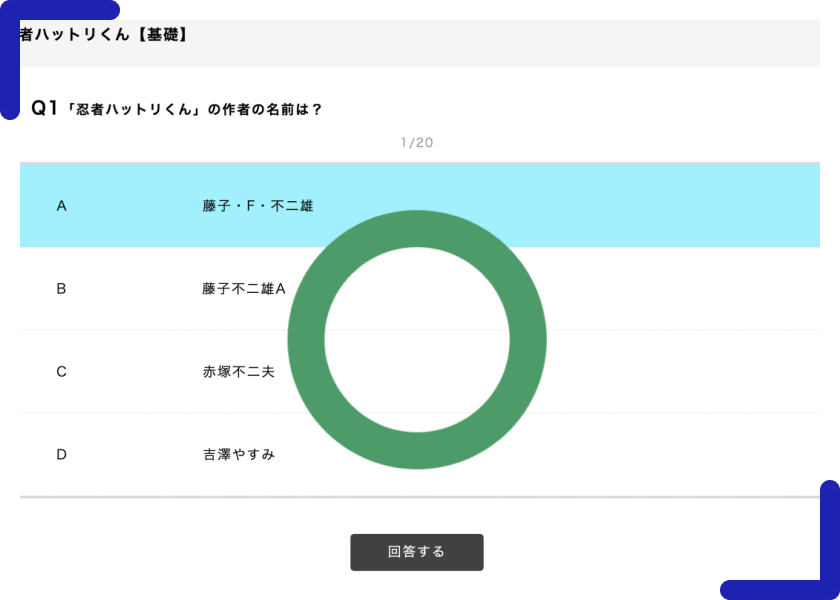 者ハットリくん【基礎】
Q1「忍者ハットリくん」の作者の名前は？
1/20
A 藤子・F・不二雄
B 藤子不二雄A
C 赤塚不二夫
D 吉澤やすみ
回答する